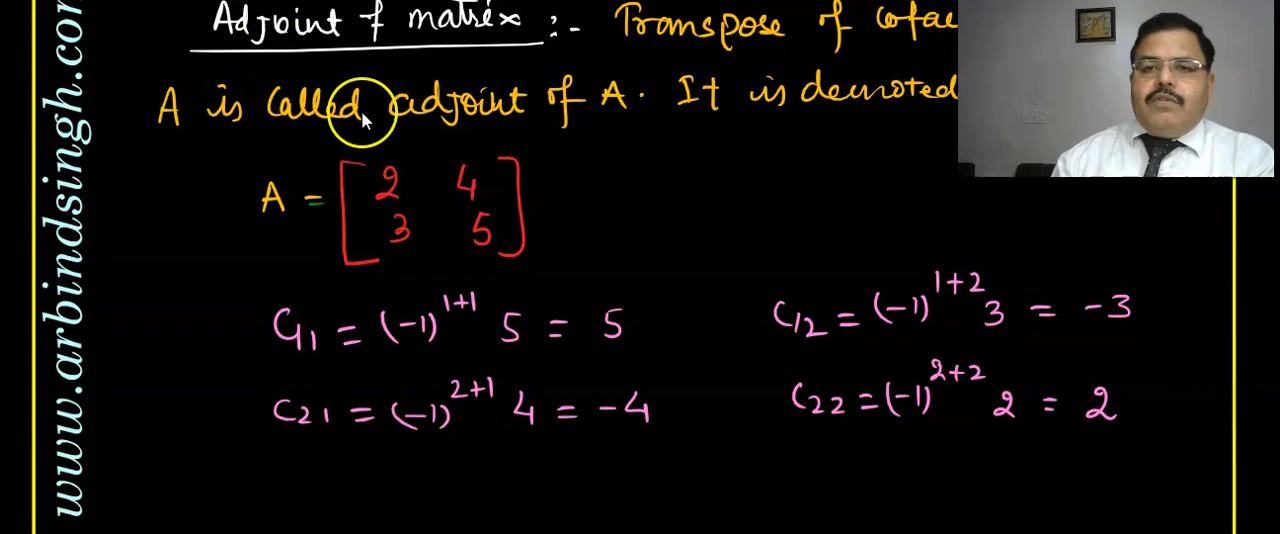 Adjoint of matrix :- Transpose of cofac
A is called adjoint of A. It is denoted
A = [ 2 4
3 5 ]
C11 = (-1)^1+1 5 = 5
C12 = (-1)^1+2 3 = -3
C21 = (-1)^2+1 4 = -4
C22 = (-1)^2+2 2 = 2
www.arbindsingh.co